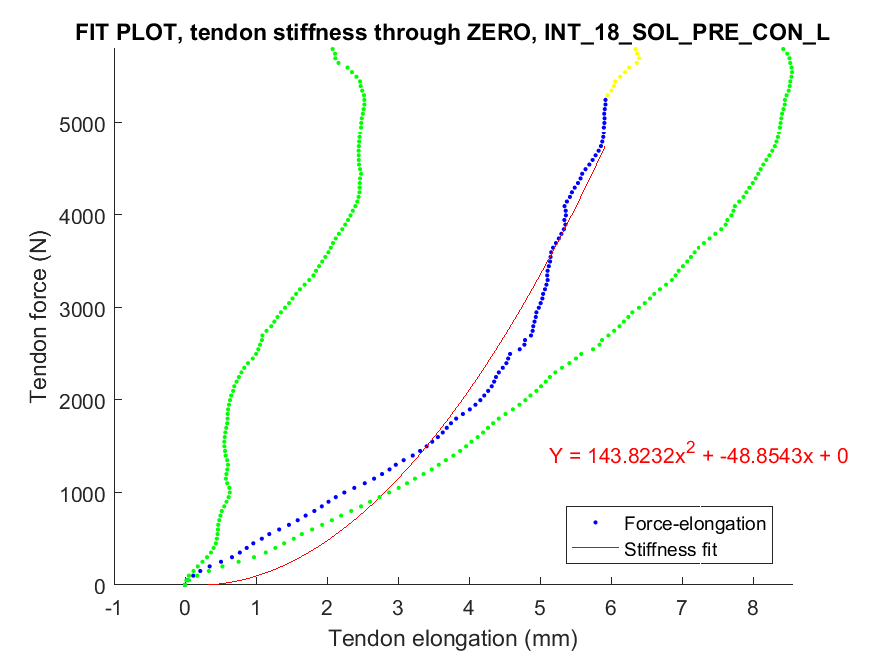 FIT PLOT, tendon stiffness through ZERO, INT_18_SOL_PRE_CON_L
Tendon force (N)
5000
4000
3000
2000
1000
0
Y = 143.8232x² + -48.8543x + 0
Force-elongation
Stiffness fit
-1 0 1 2 3 4 5 6 7 8
Tendon elongation (mm)